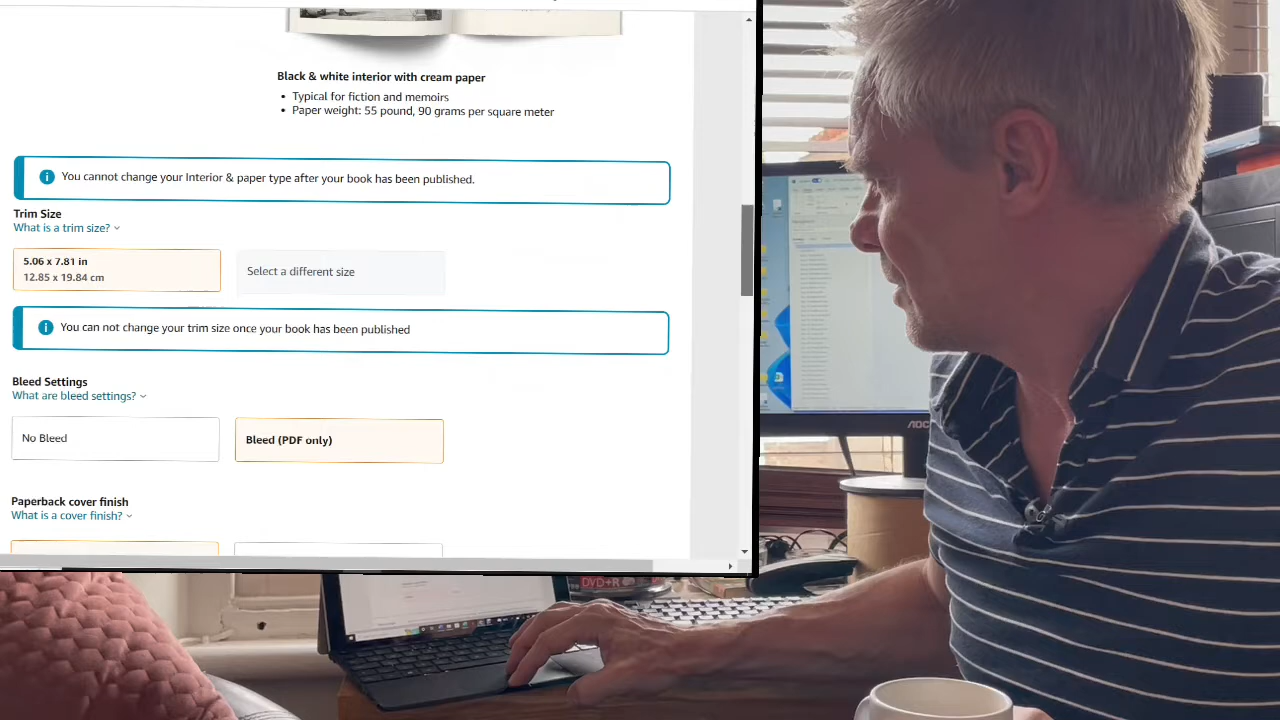 Black & white interior with cream paper
• Typical for fiction and memoirs
• Paper weight: 55 pound, 90 grams per square meter
You cannot change your Interior & paper type after your book has been published.
Trim Size
What is a trim size?
5.06 x 7.81 in
12.85 x 19.84 cm
Select a different size
You can not change your trim size once your book has been published
Bleed Settings
What are bleed settings?
No Bleed
Bleed (PDF only)
Paperback cover finish
What is a cover finish?
AOC
DVD+R